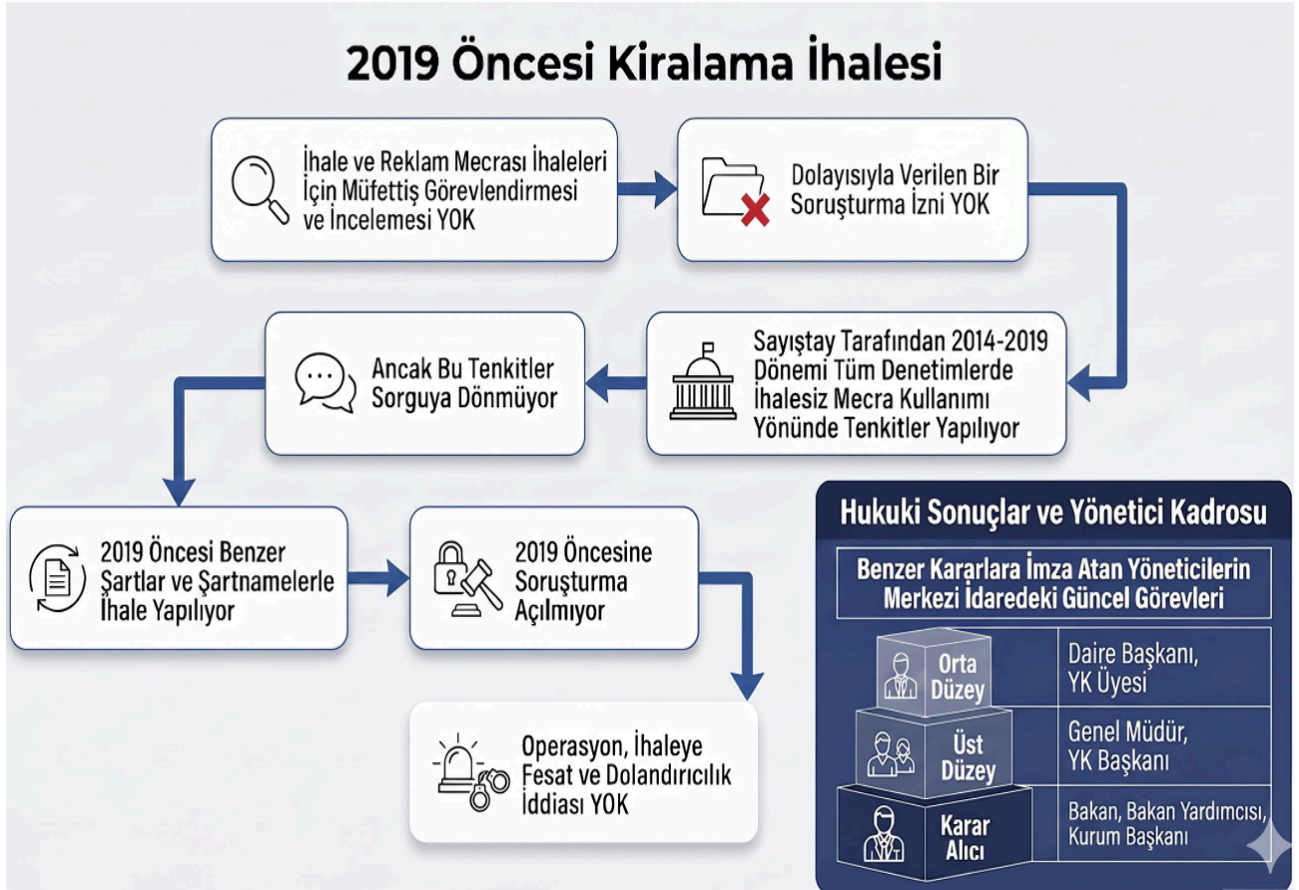 2019 Öncesi Kiralama İhalesi
İhale ve Reklam Mecrası İhaleleri
İçin Müfettiş Görevlendirmesi
ve İncelemesi YOK
Dolayısıyla Verilen Bir
Soruşturma İzni YOK
Sayıştay Tarafından 2014-2019
Dönemi Tüm Denetimlerde
İhalesiz Mecra Kullanımı
Yönünde Tenkitler Yapılıyor
Ancak Bu Tenkitler
Sorguya Dönmüyor
2019 Öncesi Benzer
Şartlar ve Şartnamelerle
İhale Yapılıyor
2019 Öncesine
Soruşturma
Açılmıyor
Operasyon, İhaleye
Fesat ve Dolandırıcılık
İddiası YOK
Hukuki Sonuçlar ve Yönetici Kadrosu
Benzer Kararlara İmza Atan Yöneticilerin
Merkezi İdaredeki Güncel Görevleri
Orta
Düzey
Daire Başkanı,
YK Üyesi
Üst
Düzey
Genel Müdür,
YK Başkanı
Karar
Alıcı
Bakan, Bakan Yardımcısı,
Kurum Başkanı